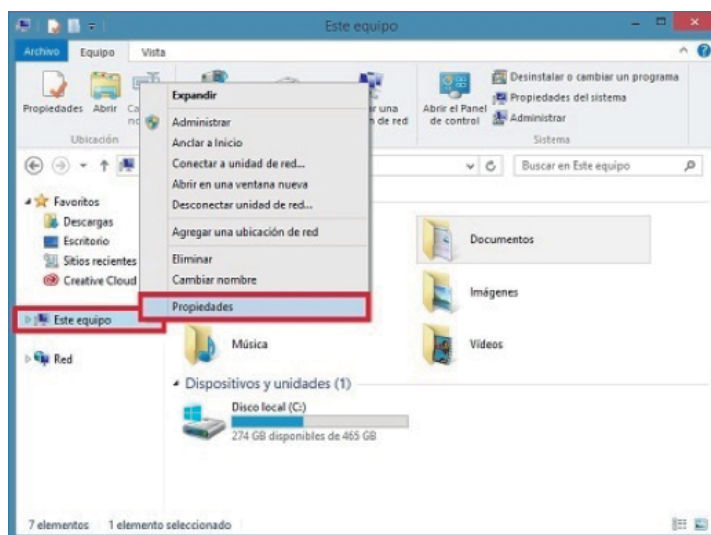 Este equipo
Archivo Equipo Vista
Desinstalar o cambiar un programa
Propiedades del sistema
Administrar
Propiedades Abrir
Abrir el Panel
de control
Ubicación
Sistema
Buscar en Este equipo
Expandir
Administrar
Anclar a Inicio
Conectar a unidad de red...
Abrir en una ventana nueva
Desconectar unidad de red...
Agregar una ubicación de red
Eliminar
Cambiar nombre
Propiedades
Favoritos
Descargas
Escritorio
Sitios recientes
Creative Cloud
Este equipo
Red
Documentos
Imágenes
Música
Vídeos
Dispositivos y unidades (1)
Disco local (C:)
274 GB disponibles de 465 GB
7 elementos 1 elemento seleccionado